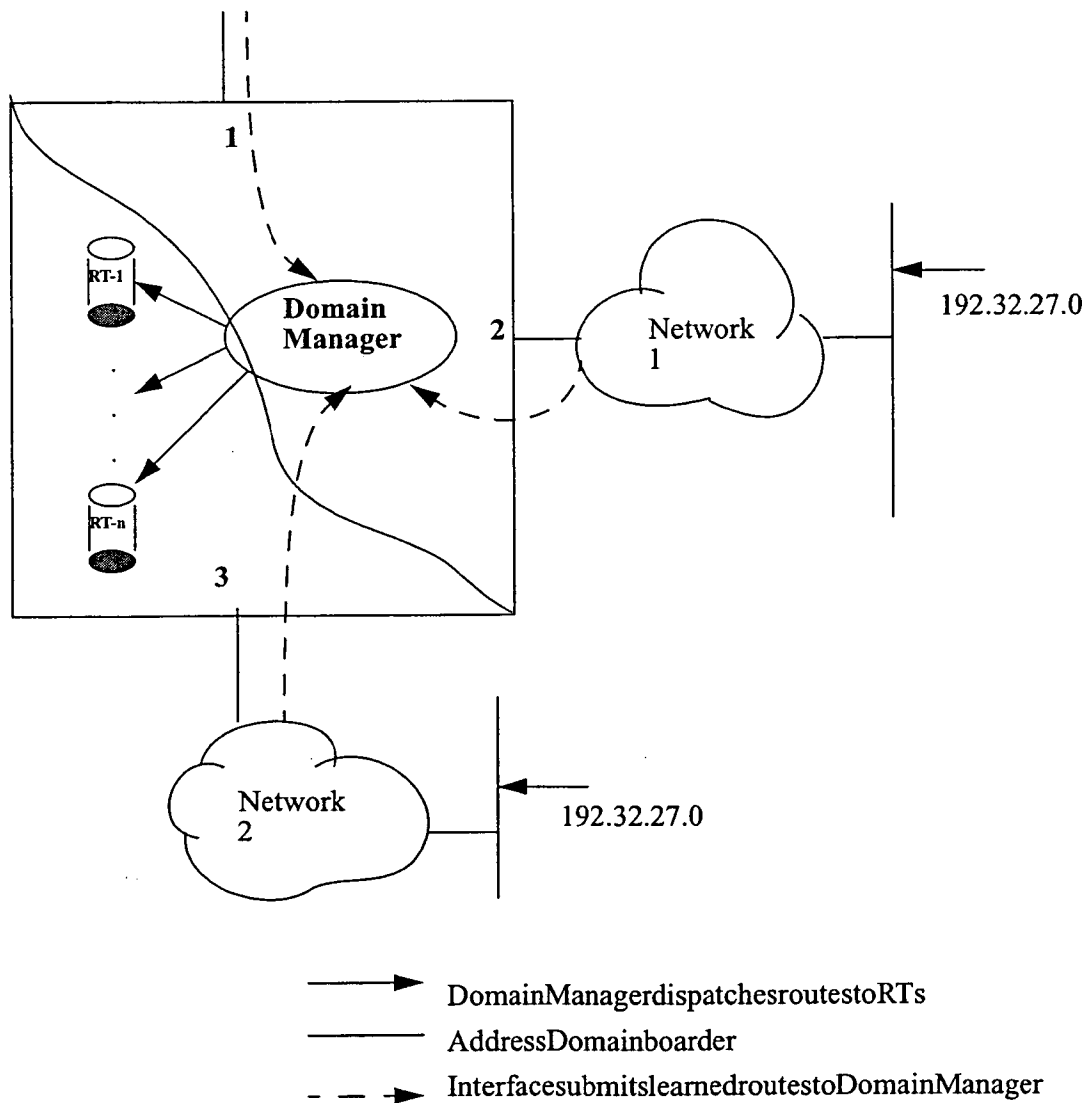 1
RT-1
Domain
Manager
2
Network
1
192.32.27.0
RT-n
3
Network
2
192.32.27.0
DomainManagerdispatchesroutestoRTs
AddressDomainboarder
InterfacesubmitslearnedroutestoDomainManager